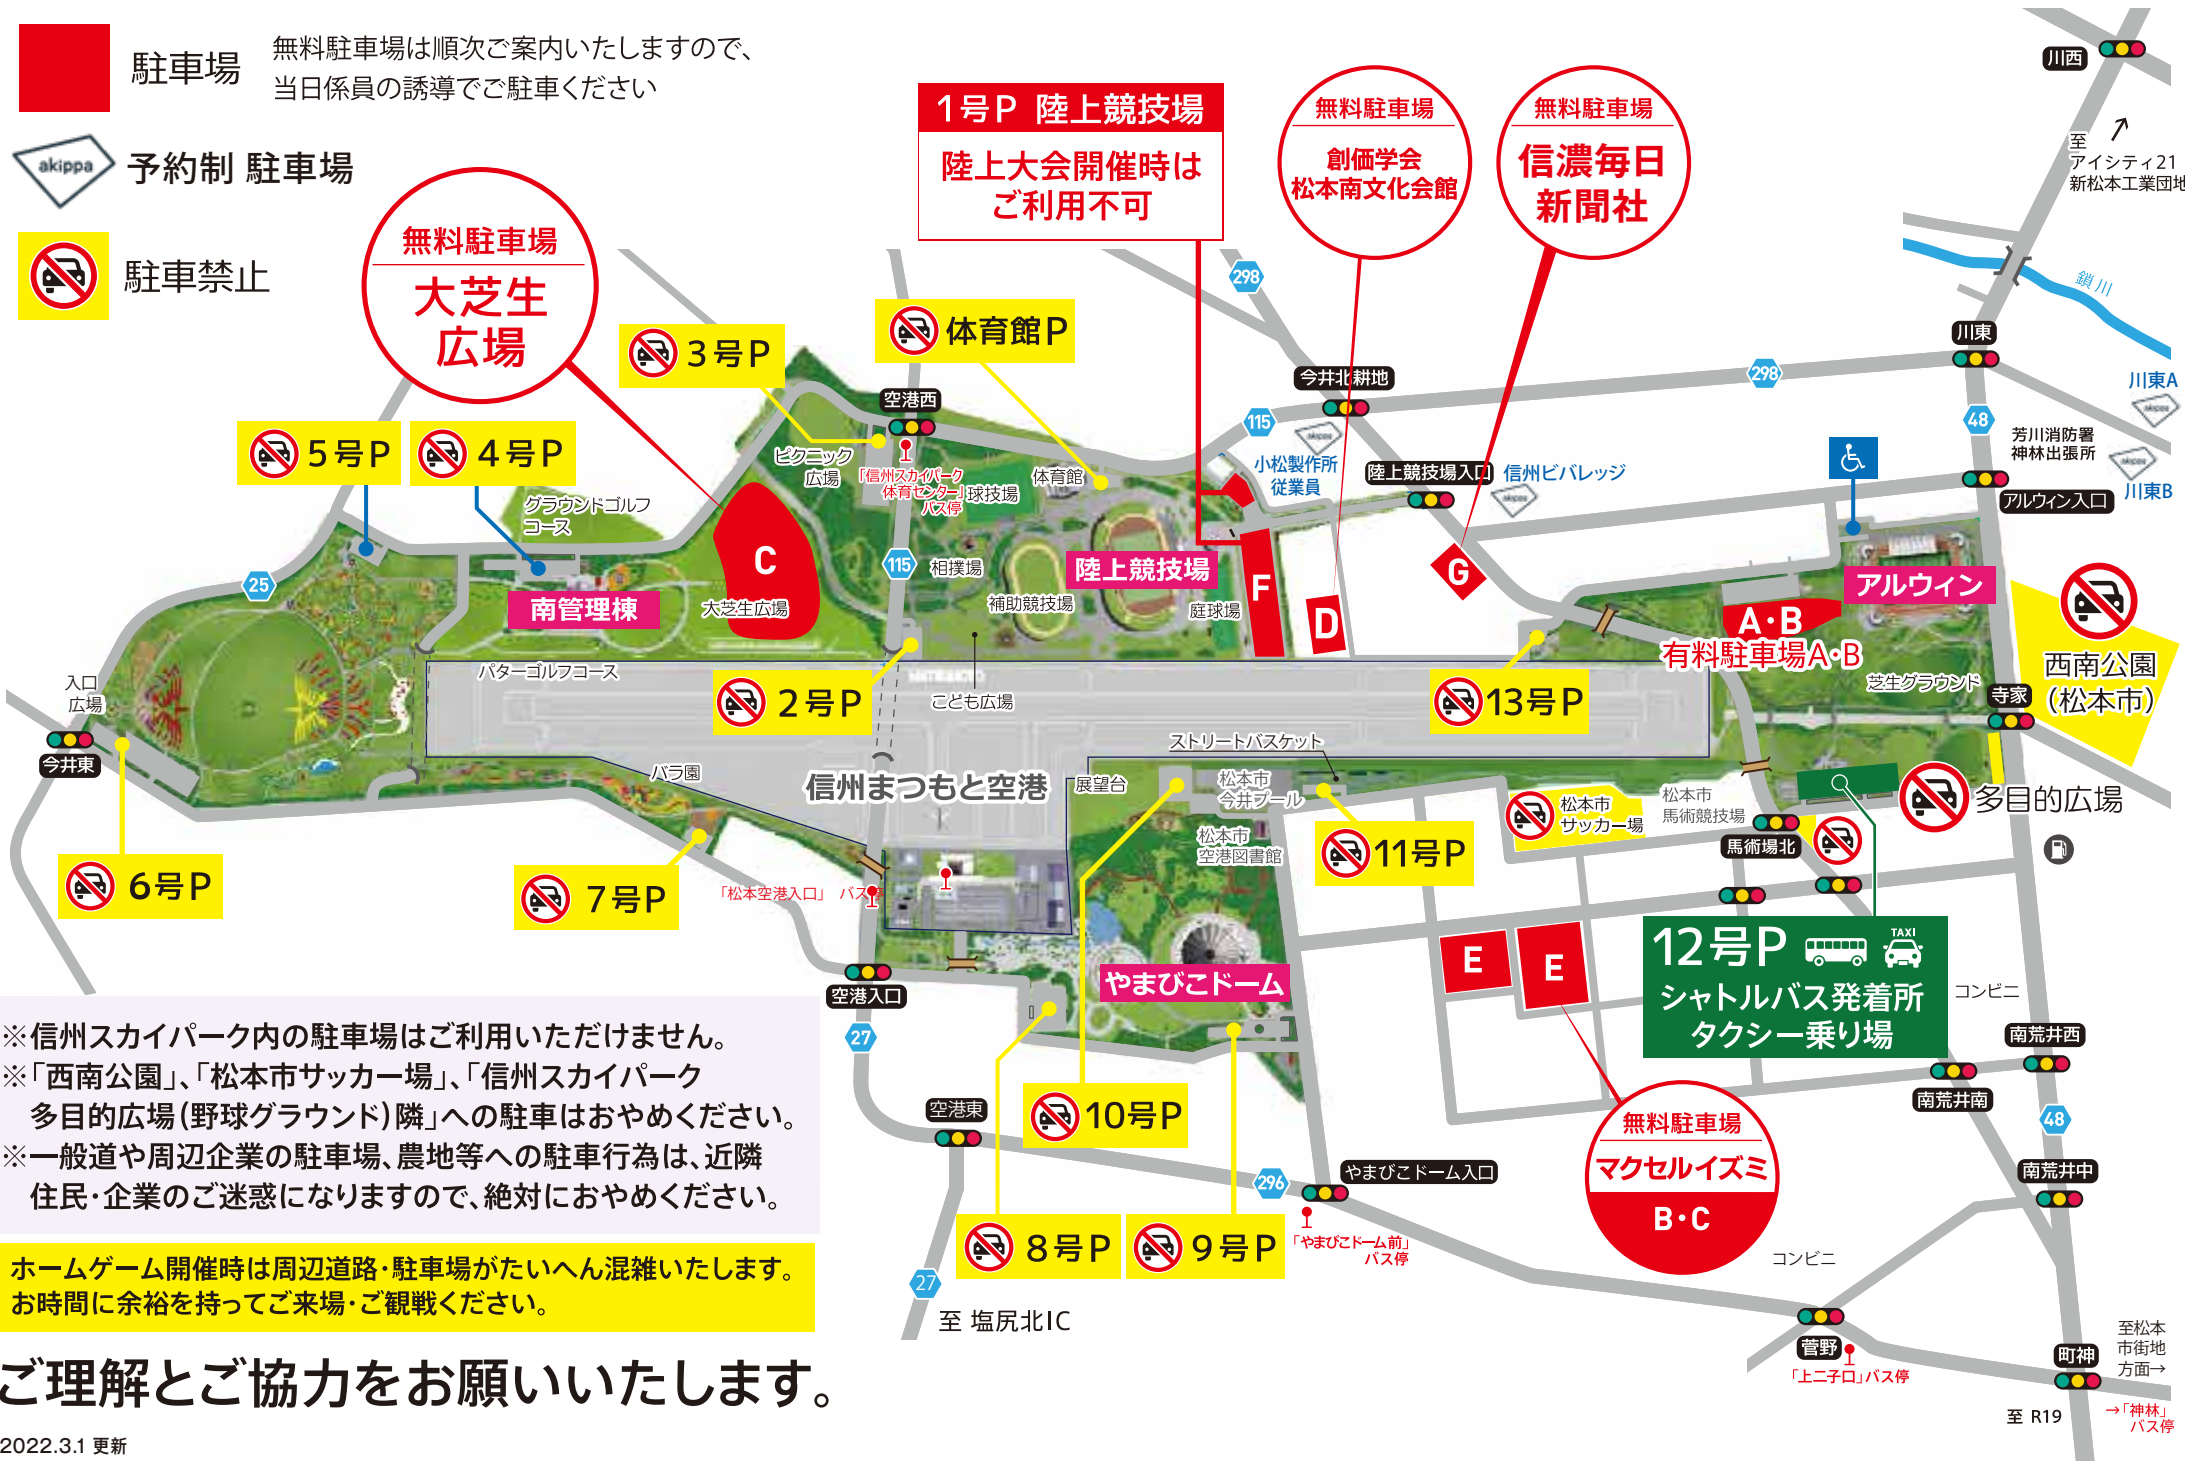 駐車場
無料駐車場は順次ご案内いたしますので、
当日係員の誘導でご駐車ください
akippa
予約制 駐車場
駐車禁止
無料駐車場
大芝生
広場
1号P 陸上競技場
陸上大会開催時は
ご利用不可
無料駐車場
創価学会
松本南文化会館
無料駐車場
信濃毎日
新聞社
川西
至
アイシティ21
新松本工業団地
鎖川
川東
298
298
115
48
川東A
akippa
芳川消防署
神林出張所
akippa
川東B
アルウィン入口
3号P
体育館P
空港西
今井北耕地
akippa
小松製作所
従業員
陸上競技場入口
信州ビバレッジ
akippa
5号P
4号P
グラウンドゴルフ
コース
ピクニック
広場
「信州スカイパーク
体育センター」
バス停
球技場
体育館
C
大芝生広場
115
相撲場
補助競技場
陸上競技場
庭球場
F
D
G
A・B
有料駐車場A・B
アルウィン
芝生グラウンド
寺家
西南公園
(松本市)
25
南管理棟
入口
広場
今井東
パターゴルフコース
2号P
こども広場
13号P
ストリートバスケット
バラ園
信州まつもと空港
展望台
松本市
今井プール
松本市
空港図書館
11号P
松本市
サッカー場
松本市
馬術競技場
馬術場北
多目的広場
6号P
7号P
「松本空港入口」 バス停
空港入口
27
やまびこドーム
E
E
12号P
TAXI
シャトルバス発着所
タクシー乗り場
コンビニ
南荒井西
南荒井南
48
南荒井中
※信州スカイパーク内の駐車場はご利用いただけません。
※「西南公園」、「松本市サッカー場」、「信州スカイパーク
多目的広場(野球グラウンド)隣」への駐車はおやめください。
※一般道や周辺企業の駐車場、農地等への駐車行為は、近隣
住民・企業のご迷惑になりますので、絶対におやめください。
空港東
10号P
8号P
9号P
296
やまびこドーム入口
「やまびこドーム前」
バス停
無料駐車場
マクセルイズミ
B・C
コンビニ
27
至 塩尻北IC
菅野
「上二子口」バス停
町神
至松本
市街地
方面→
至 R19
→「神林」
バス停
ホームゲーム開催時は周辺道路・駐車場がたいへん混雑いたします。
お時間に余裕を持ってご来場・ご観戦ください。
ご理解とご協力をお願いいたします。
2022.3.1 更新